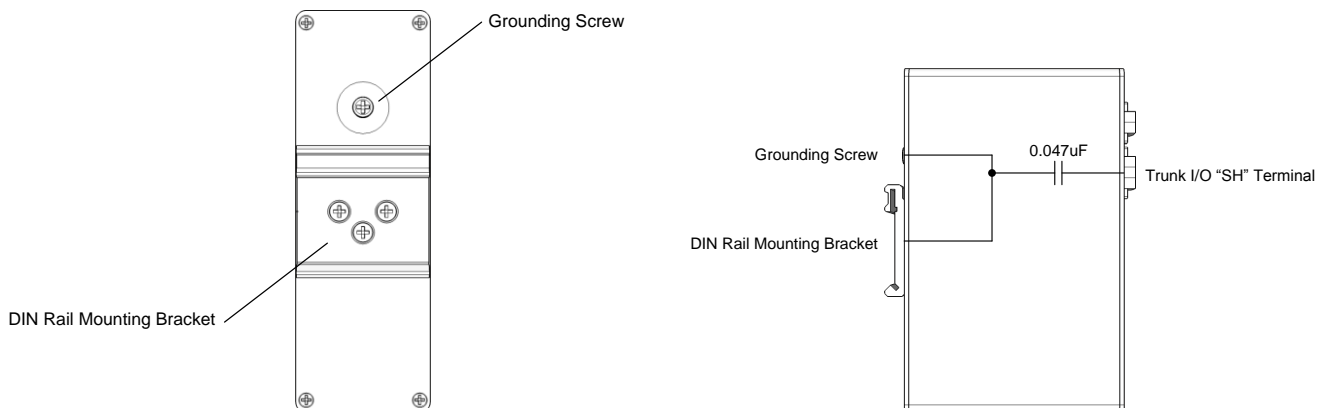 Grounding Screw
DIN Rail Mounting Bracket
Grounding Screw
0.047uF
Trunk I/O “SH” Terminal
DIN Rail Mounting Bracket